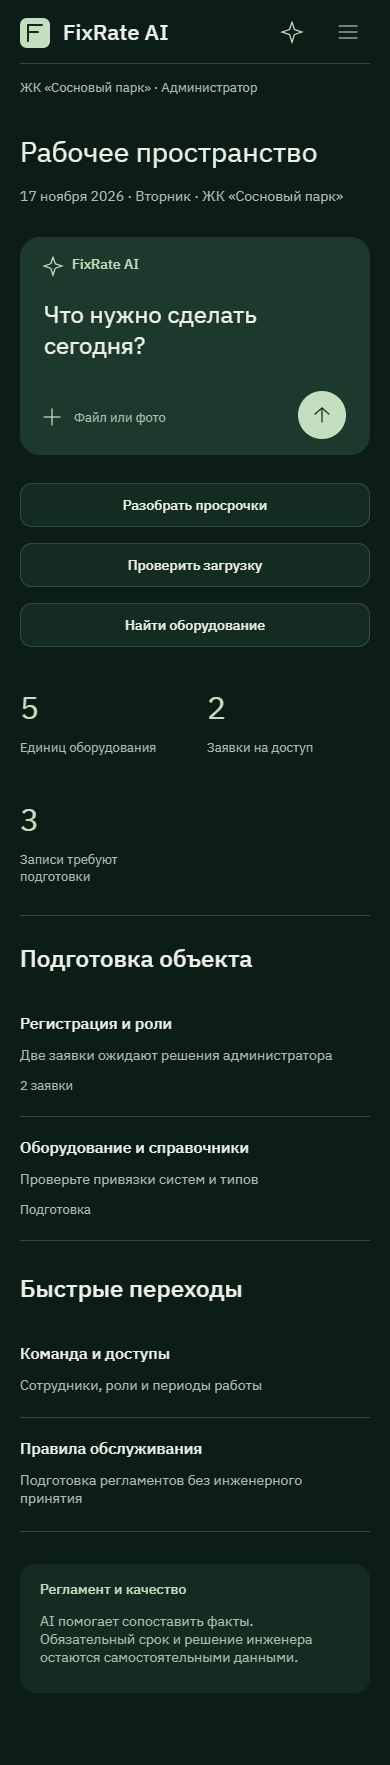 FixRate AI
ЖК «Сосновый парк» · Администратор
Рабочее пространство
17 ноября 2026 · Вторник · ЖК «Сосновый парк»
FixRate AI
Что нужно сделать
сегодня?
Файл или фото
Разобрать просрочки
Проверить загрузку
Найти оборудование
5
Единиц оборудования
2
Заявки на доступ
3
Записи требуют
подготовки
Подготовка объекта
Регистрация и роли
Две заявки ожидают решения администратора
2 заявки
Оборудование и справочники
Проверьте привязки систем и типов
Подготовка
Быстрые переходы
Команда и доступы
Сотрудники, роли и периоды работы
Правила обслуживания
Подготовка регламентов без инженерного
принятия
Регламент и качество
AI помогает сопоставить факты.
Обязательный срок и решение инженера
остаются самостоятельными данными.